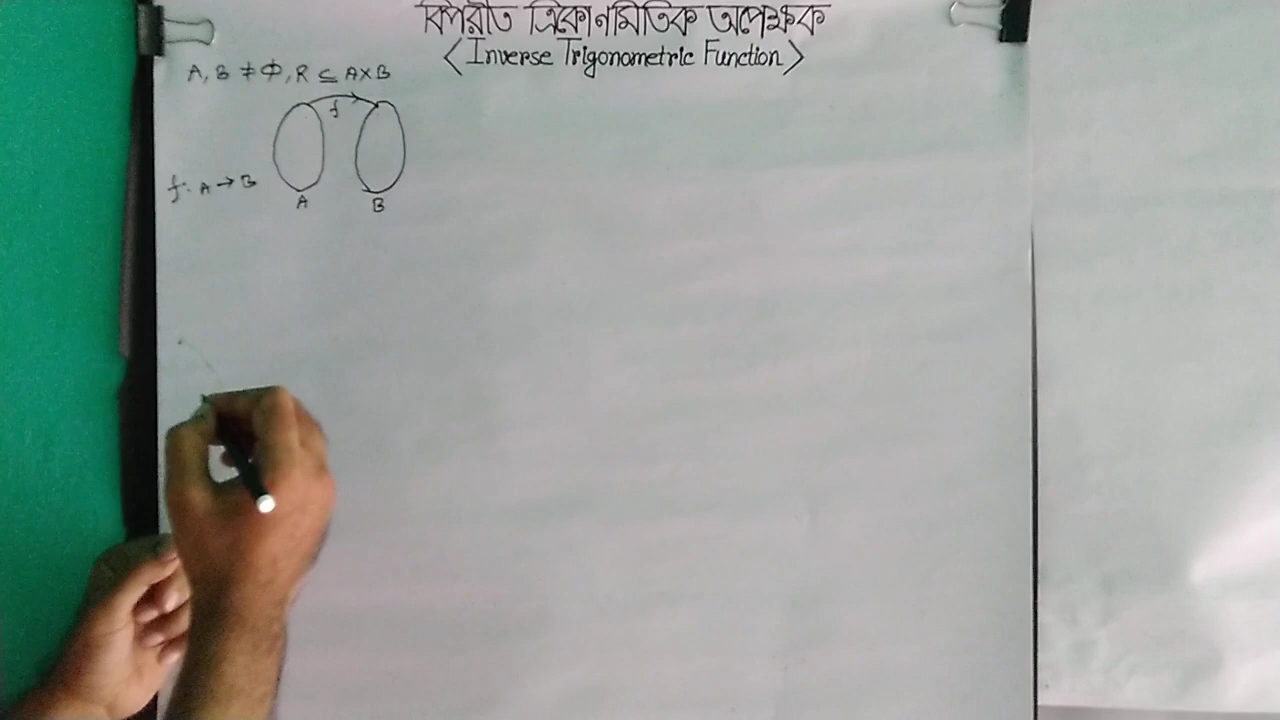 বিপরীত ত্রিকোণমিতিক অপেক্ষক
< Inverse Trigonometric Function >
A, B ≠ Φ, R ⊆ A×B
f
f: A → B
A B